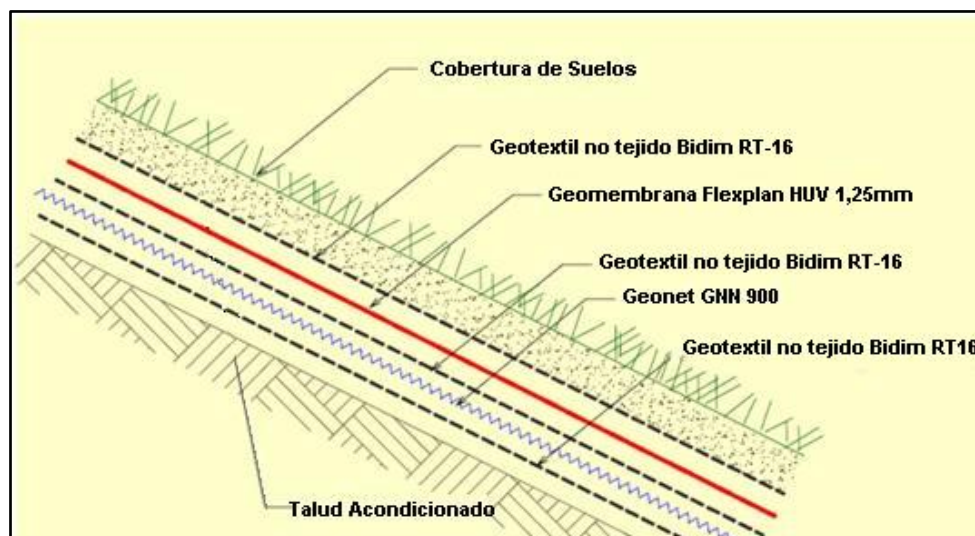 Cobertura de Suelos
Geotextil no tejido Bidim RT-16
Geomembrana Flexplan HUV 1,25mm
Geotextil no tejido Bidim RT-16
Geonet GNN 900
Geotextil no tejido Bidim RT16
Talud Acondicionado